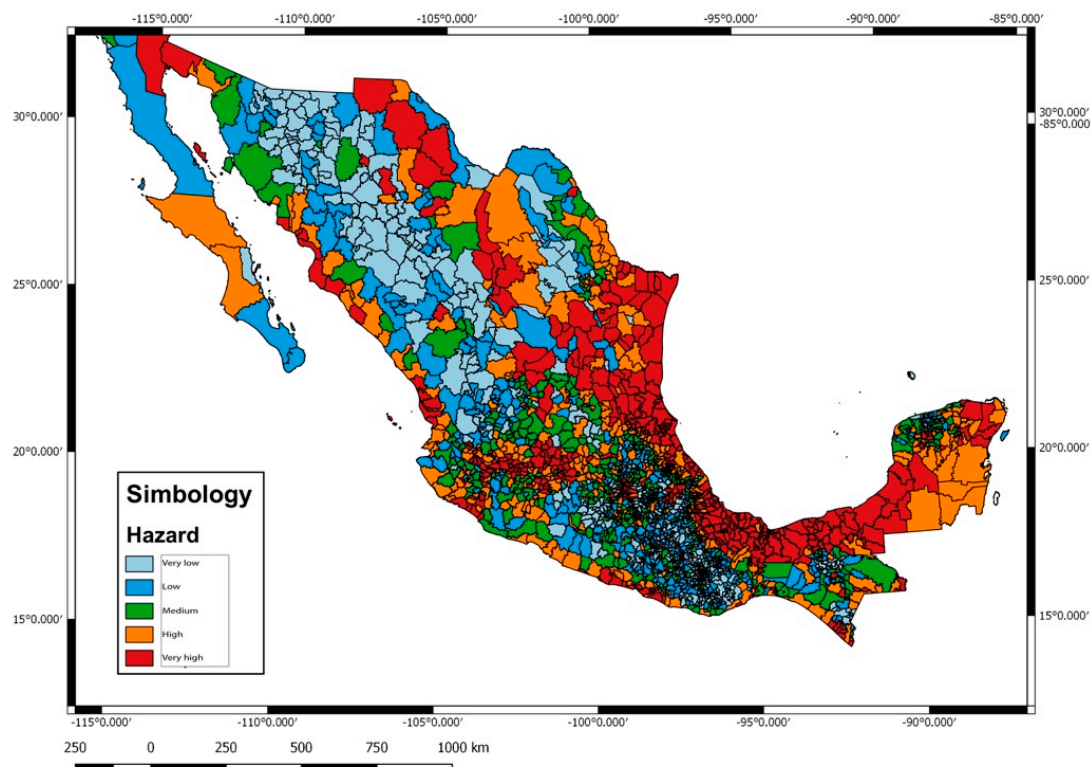 -115°0.000′ -110°0.000′ -105°0.000′ -100°0.000′ -95°0.000′ -90°0.000′ -85°0.000′
30°0.000′ 30°0.000′
-85°0.000′
25°0.000′ 25°0.000′
20°0.000′ 20°0.000′
Simbology
Hazard
Very low
Low
Medium
High
Very high
15°0.000′ 15°0.000′
-115°0.000′ -110°0.000′ -105°0.000′ -100°0.000′ -95°0.000′ -90°0.000′
250 0 250 500 750 1000 km